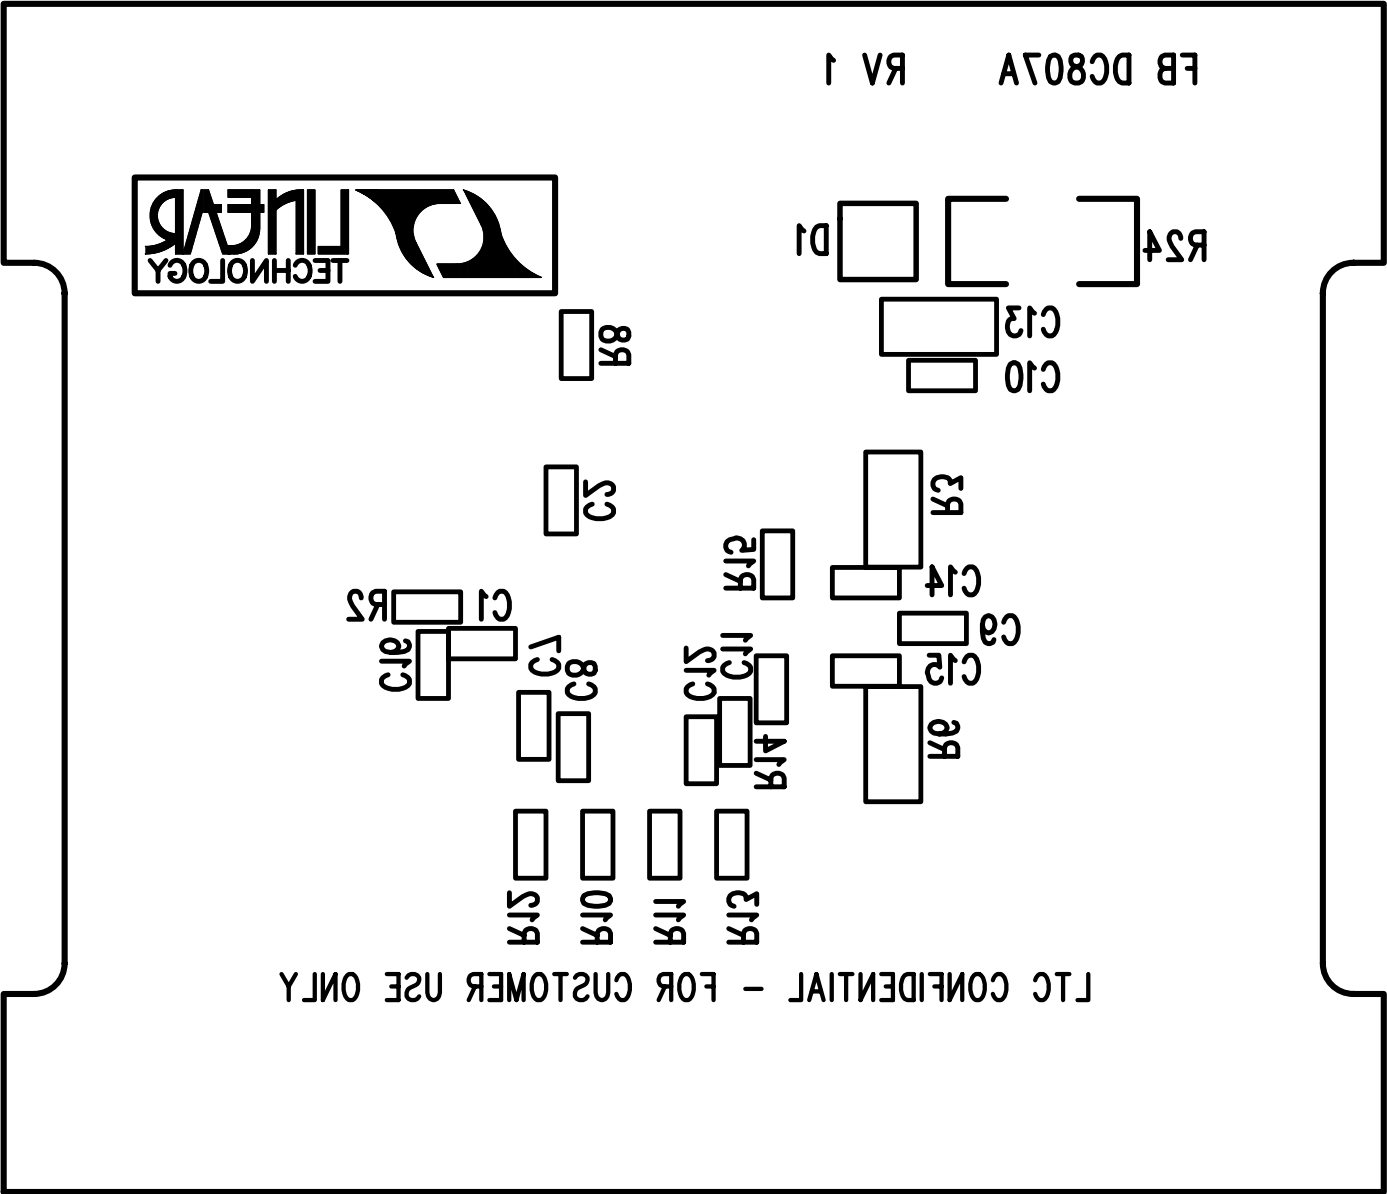 FB DC807A RV 1
LINEAR
TECHNOLOGY
D1
R24
C13
R8
C10
C2
R3
R15
C14
R2
C1
C9
C16
C7
C8
C12
C11
C15
R14
R6
R12
R10
R11
R13
LTC CONFIDENTIAL - FOR CUSTOMER USE ONLY